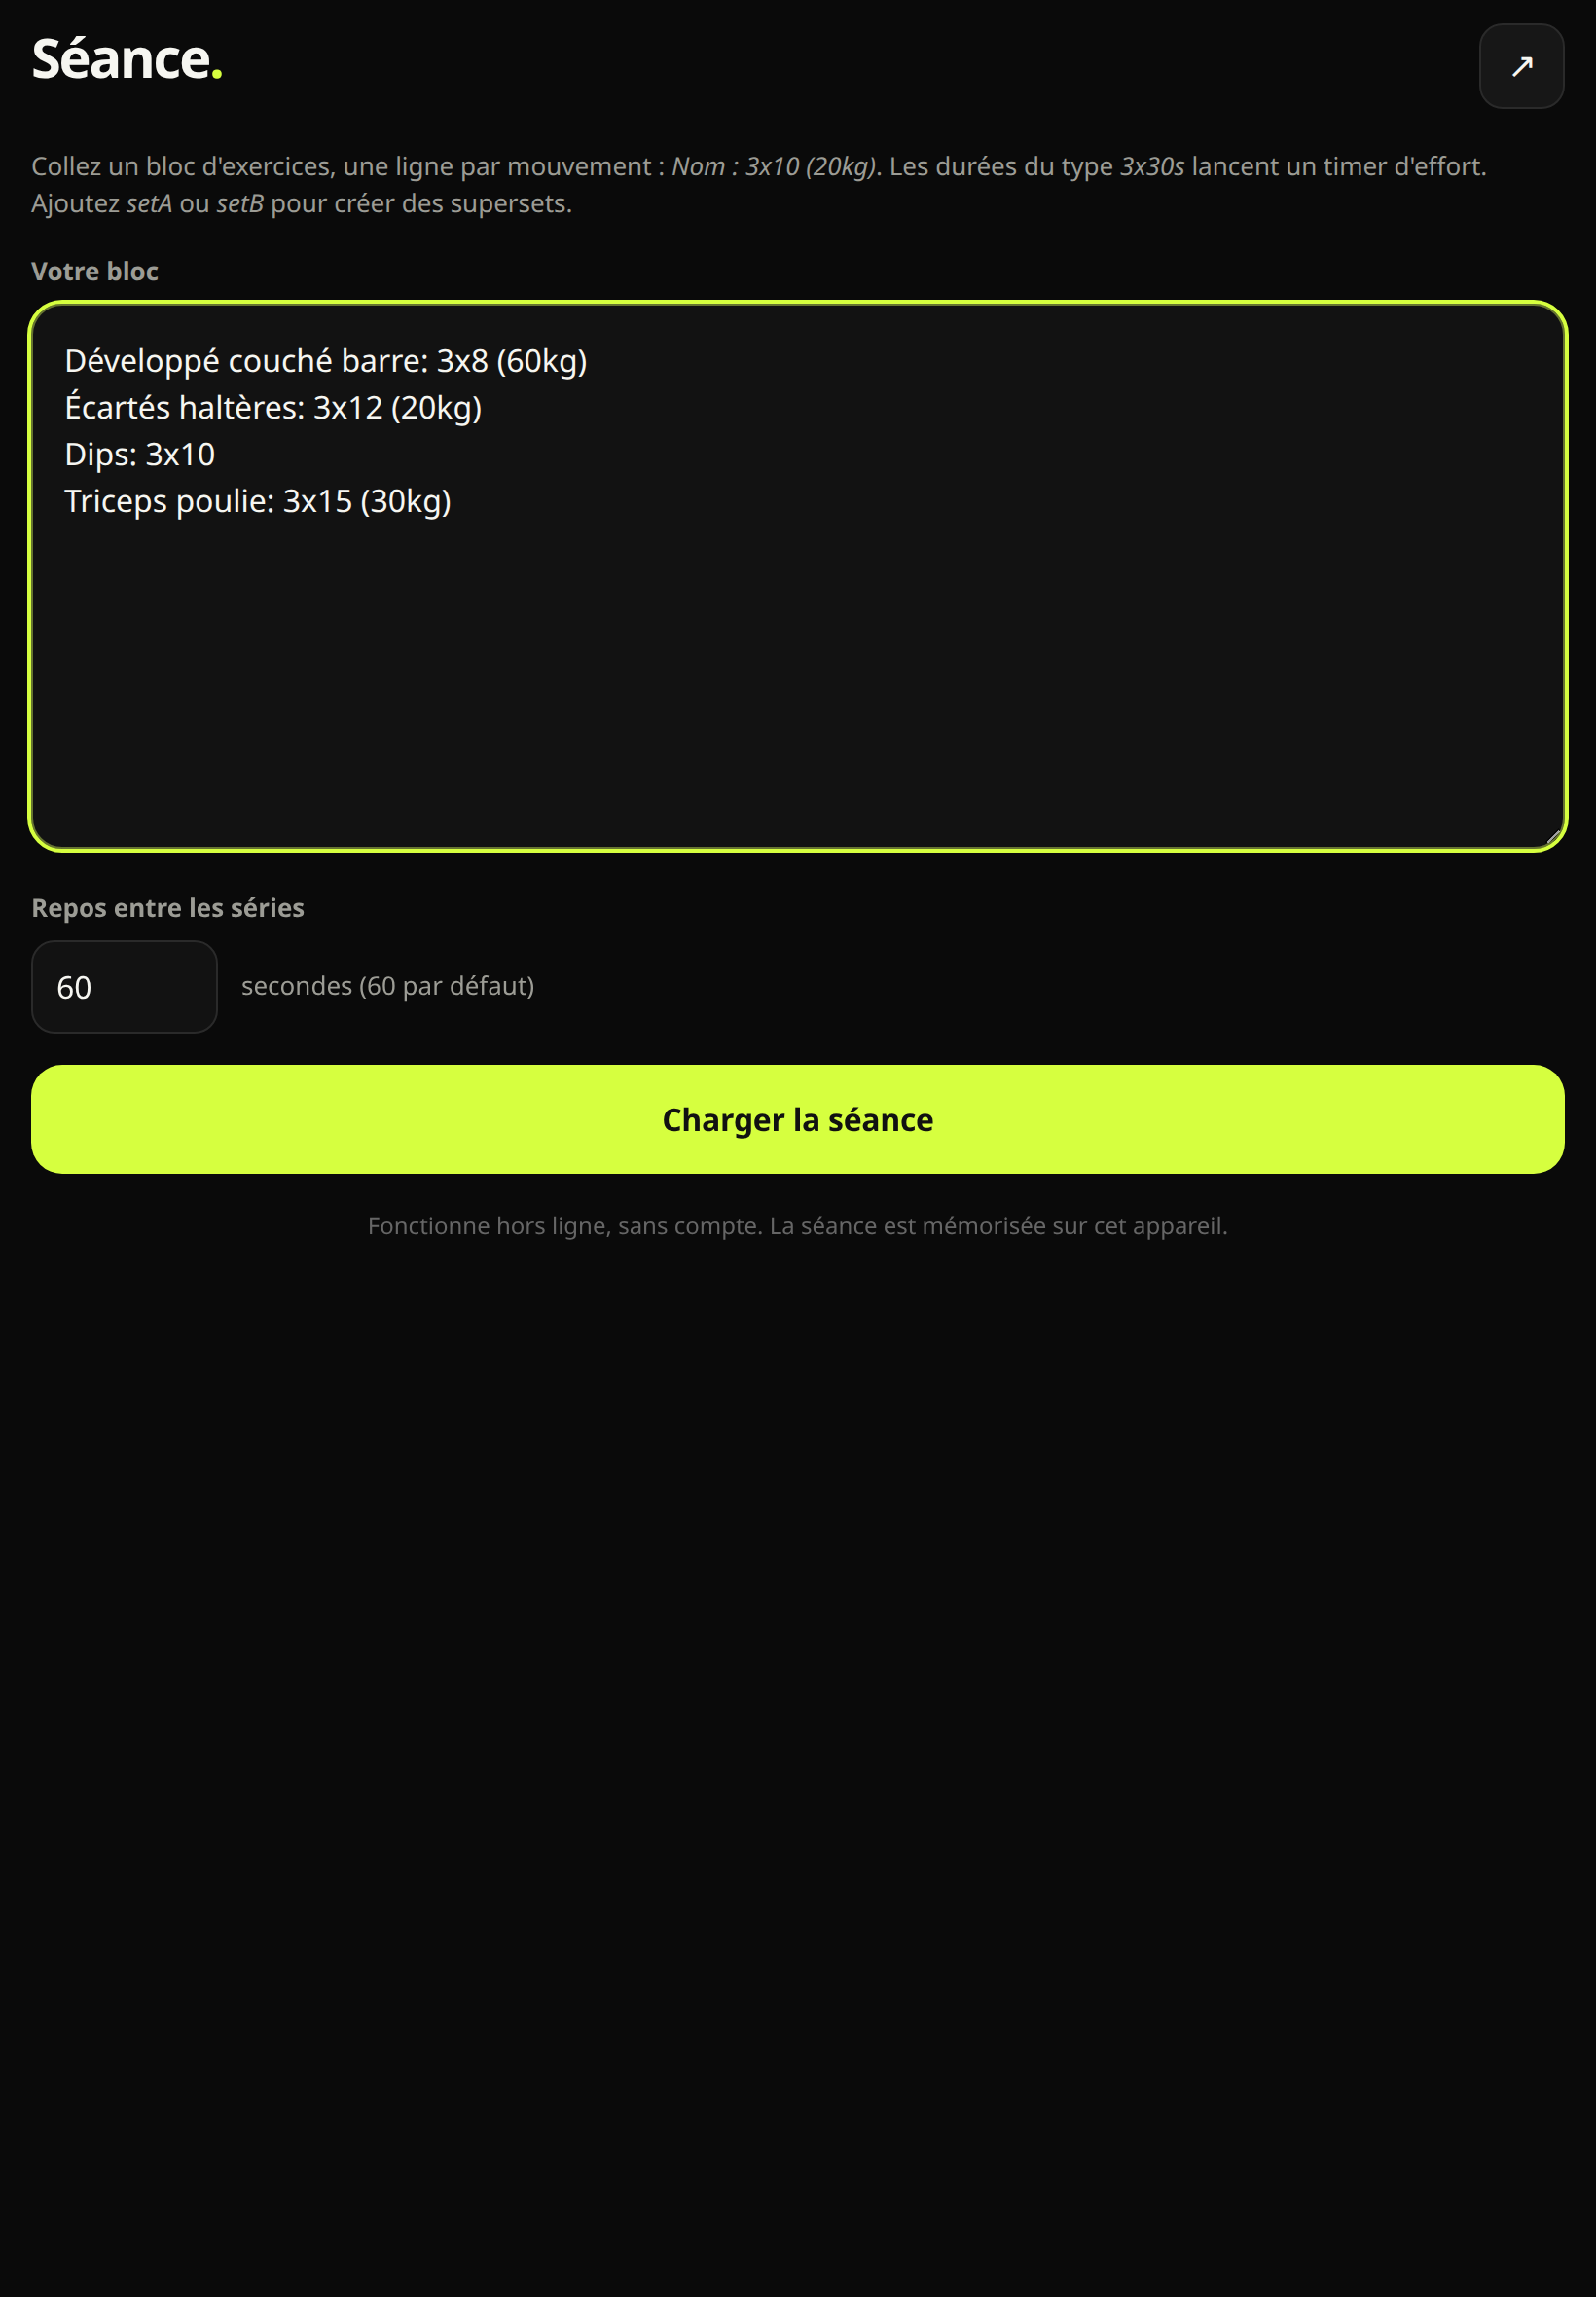 Séance.
↗
Collez un bloc d'exercices, une ligne par mouvement : Nom : 3x10 (20kg). Les durées du type 3x30s lancent un timer d'effort.
Ajoutez setA ou setB pour créer des supersets.
Votre bloc
Développé couché barre: 3x8 (60kg)
Écartés haltères: 3x12 (20kg)
Dips: 3x10
Triceps poulie: 3x15 (30kg)
Repos entre les séries
60 secondes (60 par défaut)
Charger la séance
Fonctionne hors ligne, sans compte. La séance est mémorisée sur cet appareil.